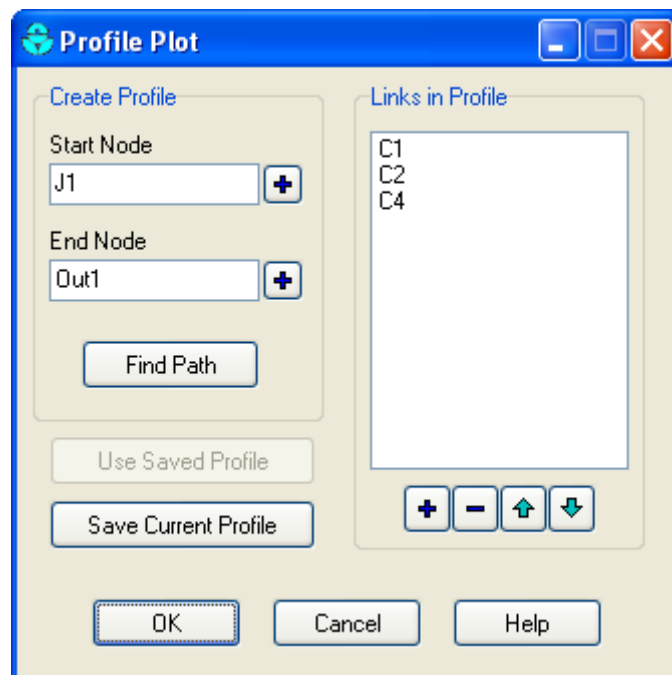 Profile Plot
Create Profile
Start Node
J1
End Node
Out1
Find Path
Use Saved Profile
Save Current Profile
Links in Profile
C1
C2
C4
OK
Cancel
Help